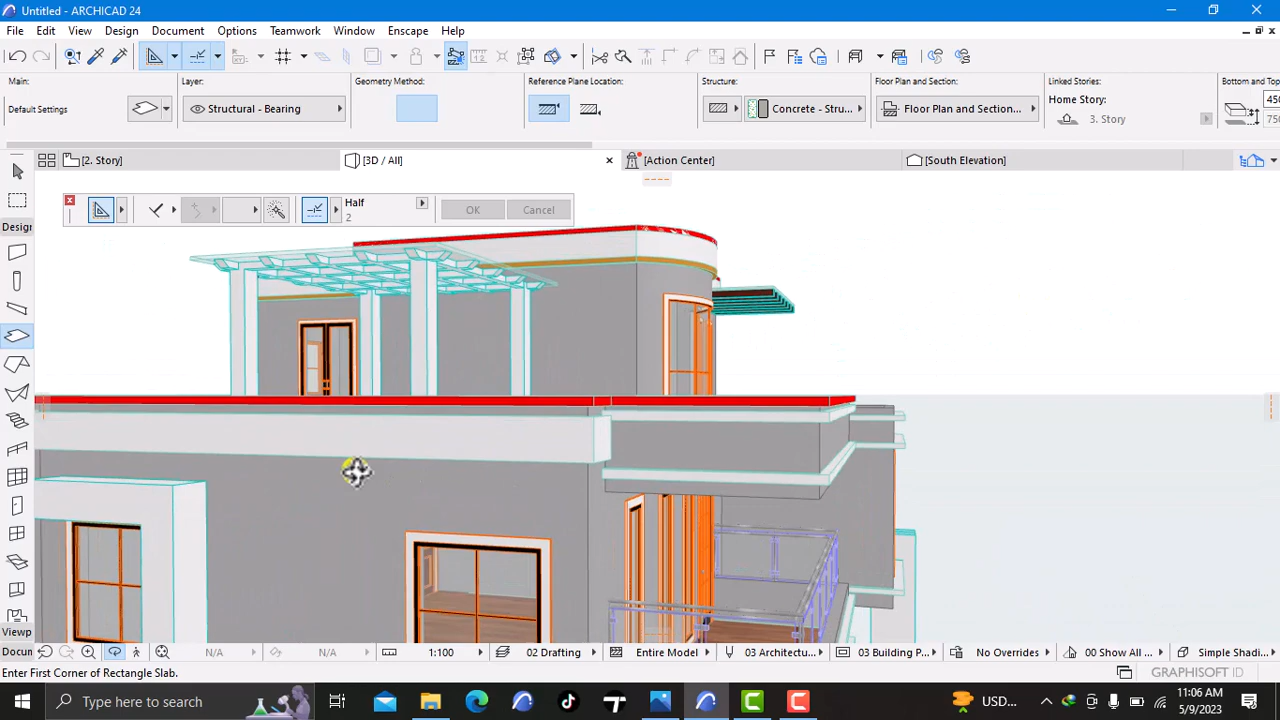 Untitled - ARCHICAD 24
File Edit View Design Document Options Teamwork Window Enscape Help
Main: Layer: Geometry Method: Reference Plane Location: Structure: Floor Plan and Section: Linked Stories: Bottom and Top
Default Settings Structural - Bearing Concrete - Stru... Floor Plan and Section... Home Story: 450
3. Story 750
[2. Story] [3D / All] [Action Center] [South Elevation]
Half
2
OK Cancel
Design
Viewp
Docun N/A N/A 1:100 02 Drafting Entire Model 03 Architectu... 03 Building P... No Overrides 00 Show All ... Simple Shadi...
Enter First Corner of Rectangle Slab. GRAPHISOFT ID
Type here to search USD... 11:06 AM
5/9/2023